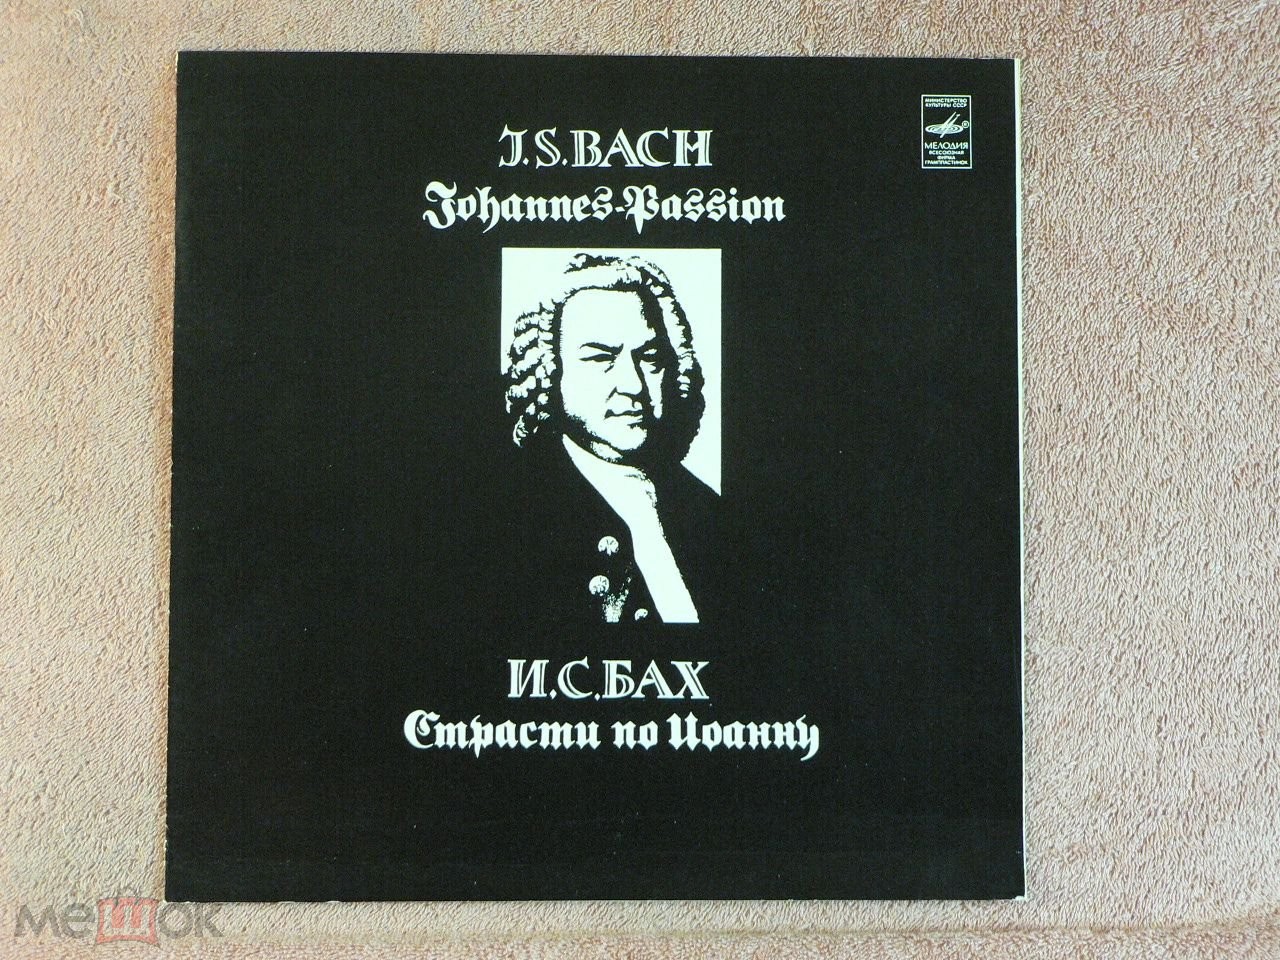 J.S.BACH
Johannes-Passion
МИНИСТЕРСТВО
КУЛЬТУРЫ СССР
®
МЕЛОДИЯ
ВСЕСОЮЗНАЯ
ФИРМА
ГРАМПЛАСТИНОК
И.С.БАХ
Страсти по Иоанну
мешок